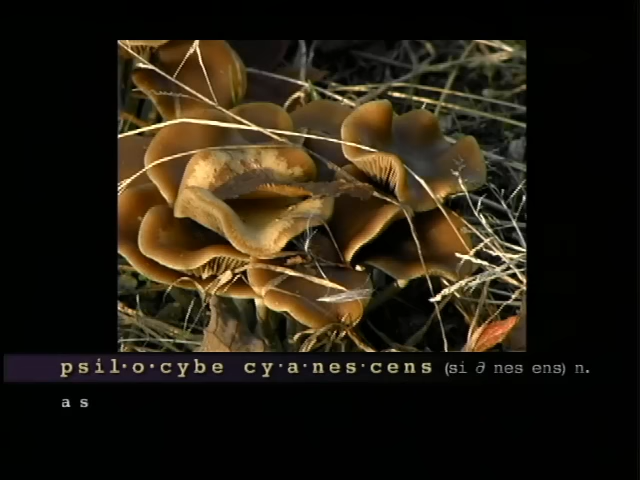 psil·o·cybe cy·a·nes·cens (si ∂ nes ens) n.
a s